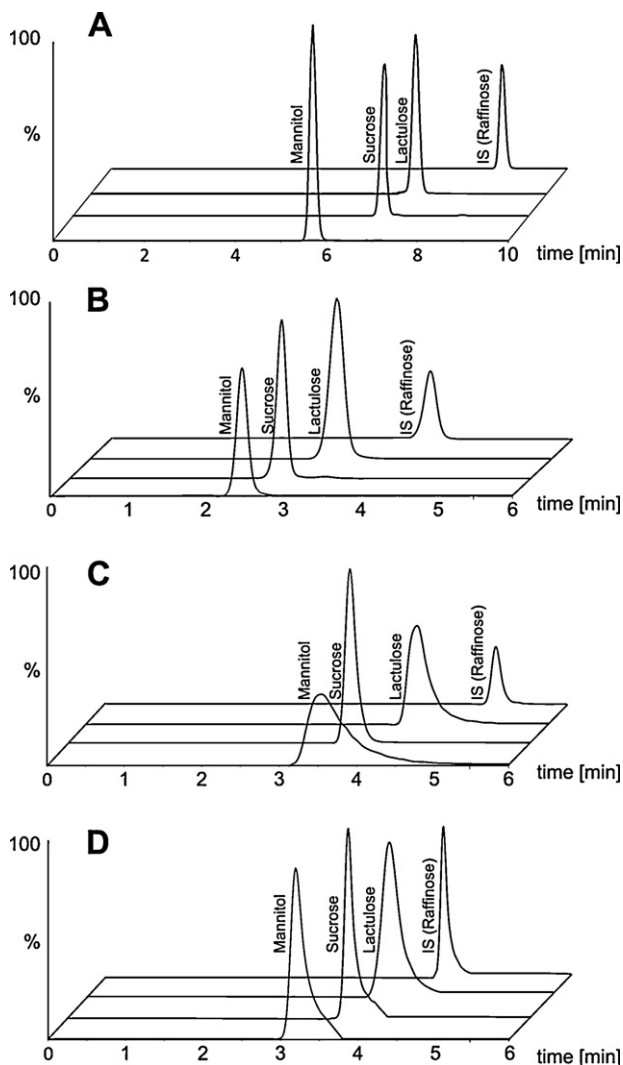 A
100
%
Mannitol
Sucrose
Lactulose
IS (Raffinose)
0 2 4 6 8 10 time [min]
B
100
%
Mannitol
Sucrose
Lactulose
IS (Raffinose)
0 2 3 4 5 6 time [min]
C
100
%
Mannitol
Sucrose
Lactulose
IS (Raffinose)
0 1 2 3 4 5 6 time [min]
D
100
%
Mannitol
Sucrose
Lactulose
IS (Raffinose)
0 1 2 3 4 5 6 time [min]